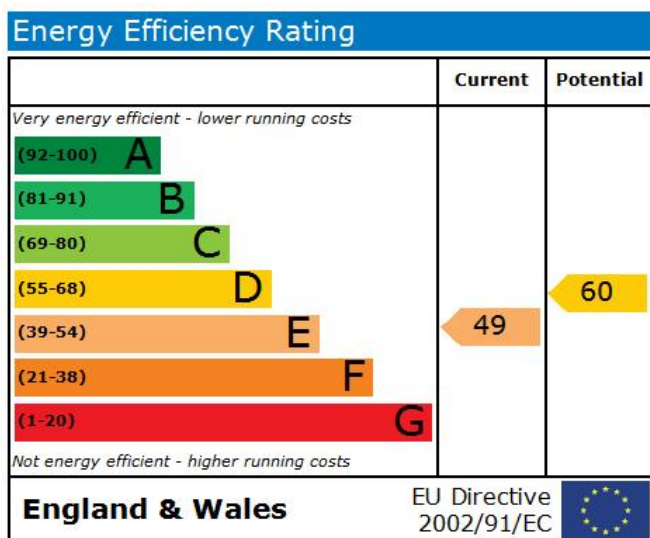 Energy Efficiency Rating
Current Potential
Very energy efficient - lower running costs
(92-100) A
(81-91) B
(69-80) C
(55-68) D
60
(39-54) E
49
(21-38) F
(1-20) G
Not energy efficient - higher running costs
England & Wales
EU Directive
2002/91/EC